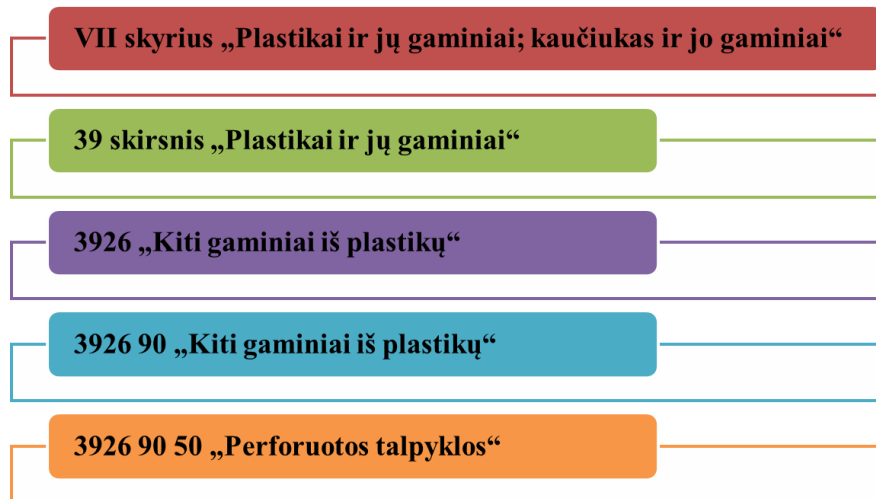 VII skyrius „Plastikai ir jų gaminiai; kaučiukas ir jo gaminiai“
39 skirsnis „Plastikai ir jų gaminiai“
3926 „Kiti gaminiai iš plastikų“
3926 90 „Kiti gaminiai iš plastikų“
3926 90 50 „Perforuotos talpyklos“